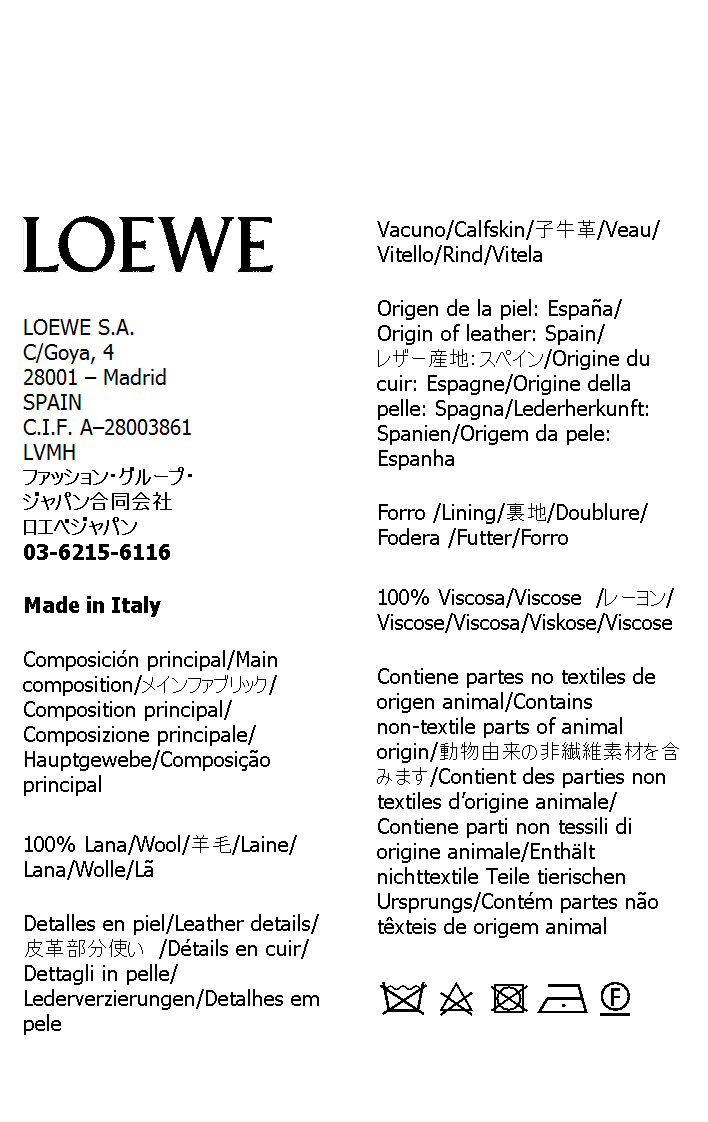 LOEWE
LOEWE S.A.
C/Goya, 4
28001 – Madrid
SPAIN
C.I.F. A–28003861
LVMH
ファッション・グループ・
ジャパン合同会社
ロエベジャパン
03-6215-6116
Made in Italy
Composición principal/Main
composition/メインファブリック/
Composition principal/
Composizione principale/
Hauptgewebe/Composição
principal
100% Lana/Wool/羊毛/Laine/
Lana/Wolle/Lã
Detalles en piel/Leather details/
皮革部分使い /Détails en cuir/
Dettagli in pelle/
Lederverzierungen/Detalhes em
pele
Vacuno/Calfskin/子牛革/Veau/
Vitello/Rind/Vitela
Origen de la piel: España/
Origin of leather: Spain/
レザー産地：スペイン/Origine du
cuir: Espagne/Origine della
pelle: Spagna/Lederherkunft:
Spanien/Origem da pele:
Espanha
Forro /Lining/裏地/Doublure/
Fodera /Futter/Forro
100% Viscosa/Viscose /レーヨン/
Viscose/Viscosa/Viskose/Viscose
Contiene partes no textiles de
origen animal/Contains
non-textile parts of animal
origin/動物由来の非繊維素材を含
みます/Contient des parties non
textiles d’origine animale/
Contiene parti non tessili di
origine animale/Enthält
nichttextile Teile tierischen
Ursprungs/Contém partes não
têxteis de origem animal
F